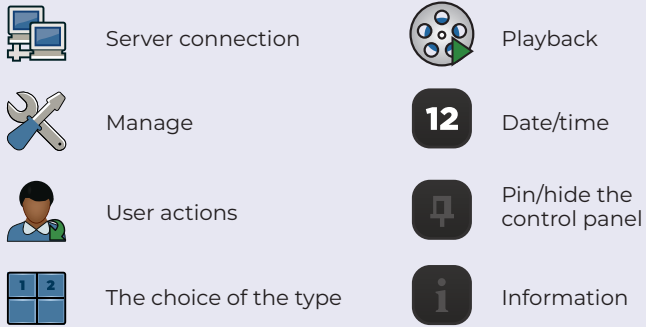 Server connection
Playback
Manage
12
Date/time
User actions
Pin/hide the
control panel
1 2
The choice of the type
i
Information